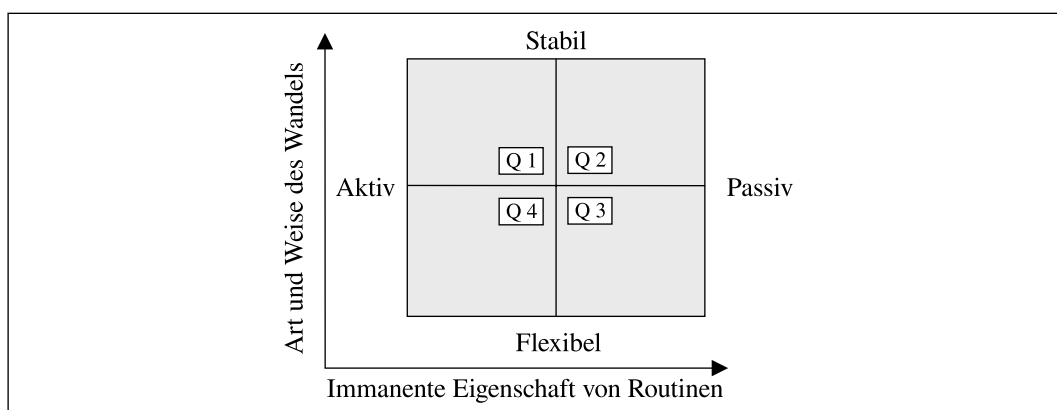 Stabil
Art und Weise des Wandels
Q 1
Q 2
Aktiv
Passiv
Q 4
Q 3
Flexibel
Immanente Eigenschaft von Routinen